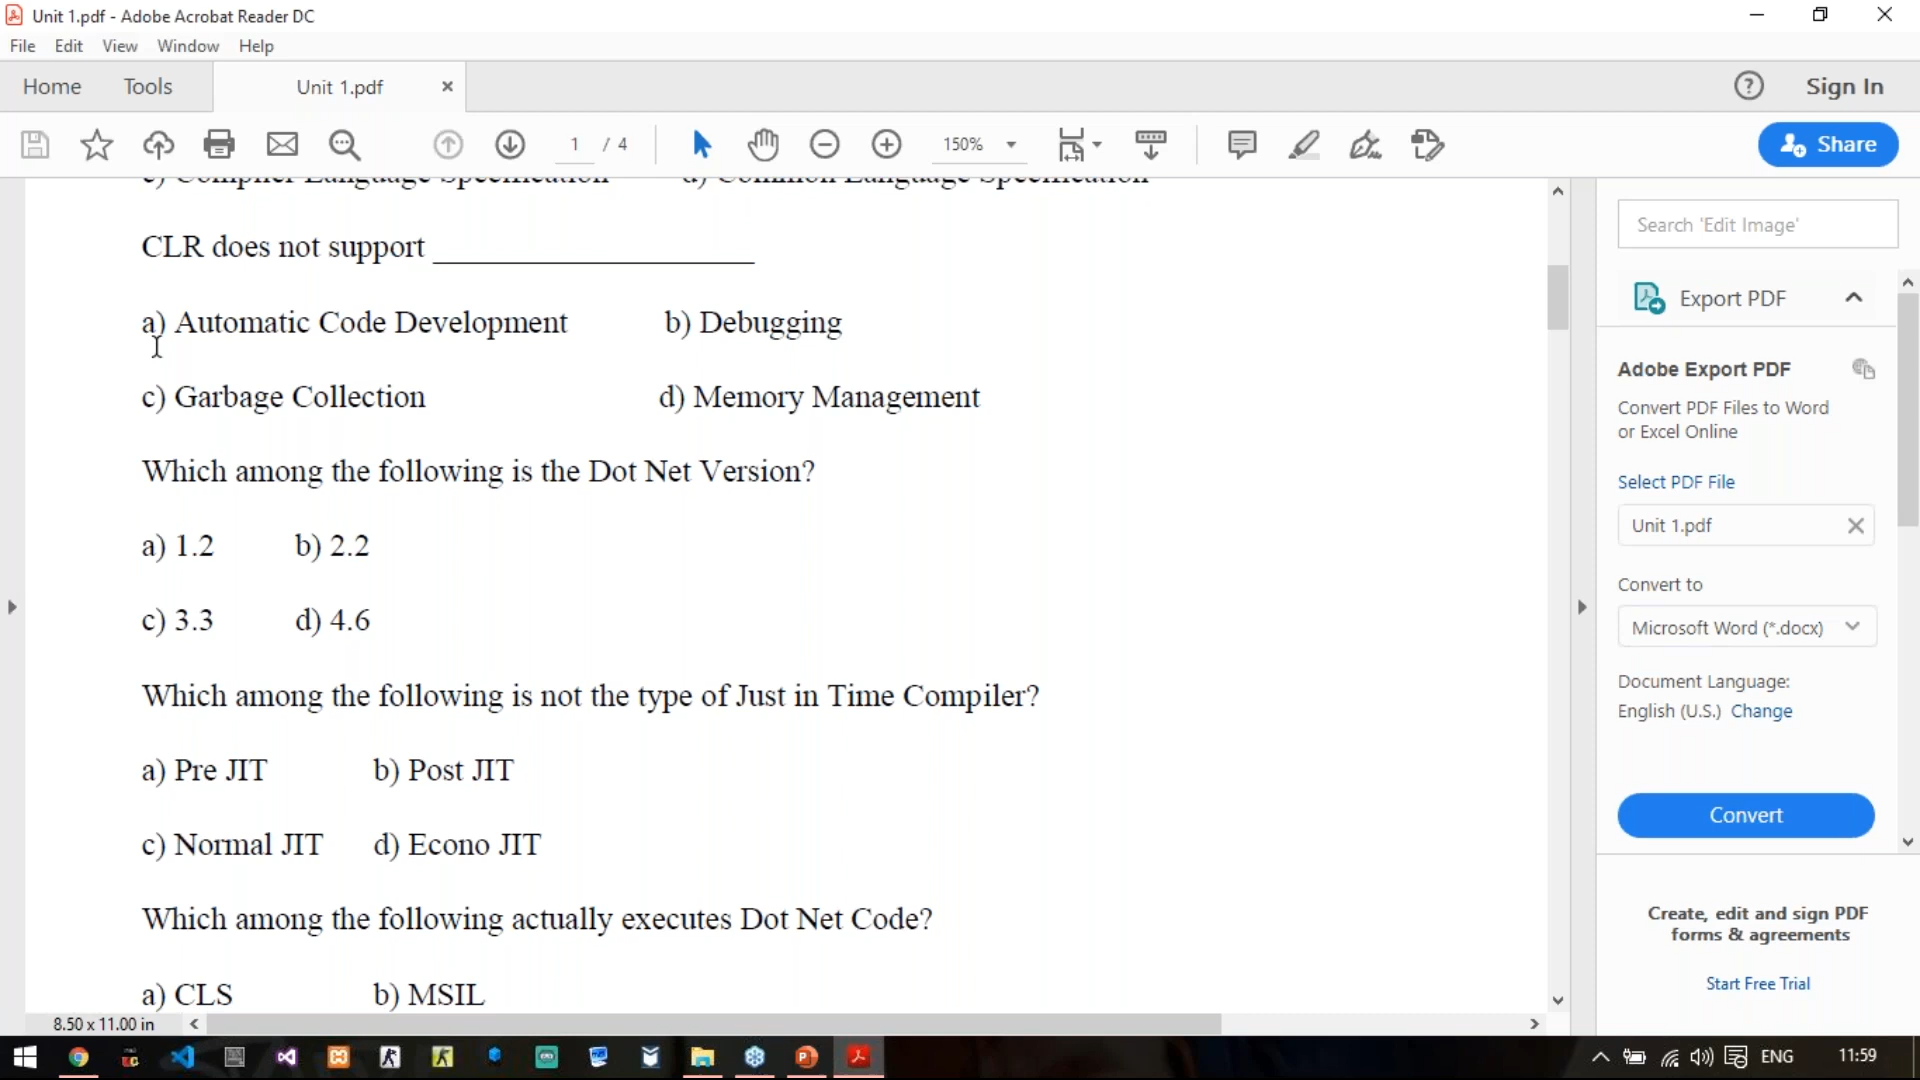 Unit 1.pdf - Adobe Acrobat Reader DC
File Edit View Window Help
Home Tools Unit 1.pdf × ? Sign In
1 / 4 150% Share
c) Compiler Language Specification d) Common Language Specification
CLR does not support ____________________
a) Automatic Code Development b) Debugging
c) Garbage Collection d) Memory Management
Which among the following is the Dot Net Version?
a) 1.2 b) 2.2
c) 3.3 d) 4.6
Which among the following is not the type of Just in Time Compiler?
a) Pre JIT b) Post JIT
c) Normal JIT d) Econo JIT
Which among the following actually executes Dot Net Code?
a) CLS b) MSIL
8.50 x 11.00 in
Search 'Edit Image'
Export PDF
Adobe Export PDF
Convert PDF Files to Word
or Excel Online
Select PDF File
Unit 1.pdf
Convert to
Microsoft Word (*.docx)
Document Language:
English (U.S.) Change
Convert
Create, edit and sign PDF
forms & agreements
Start Free Trial
ENG 11:59